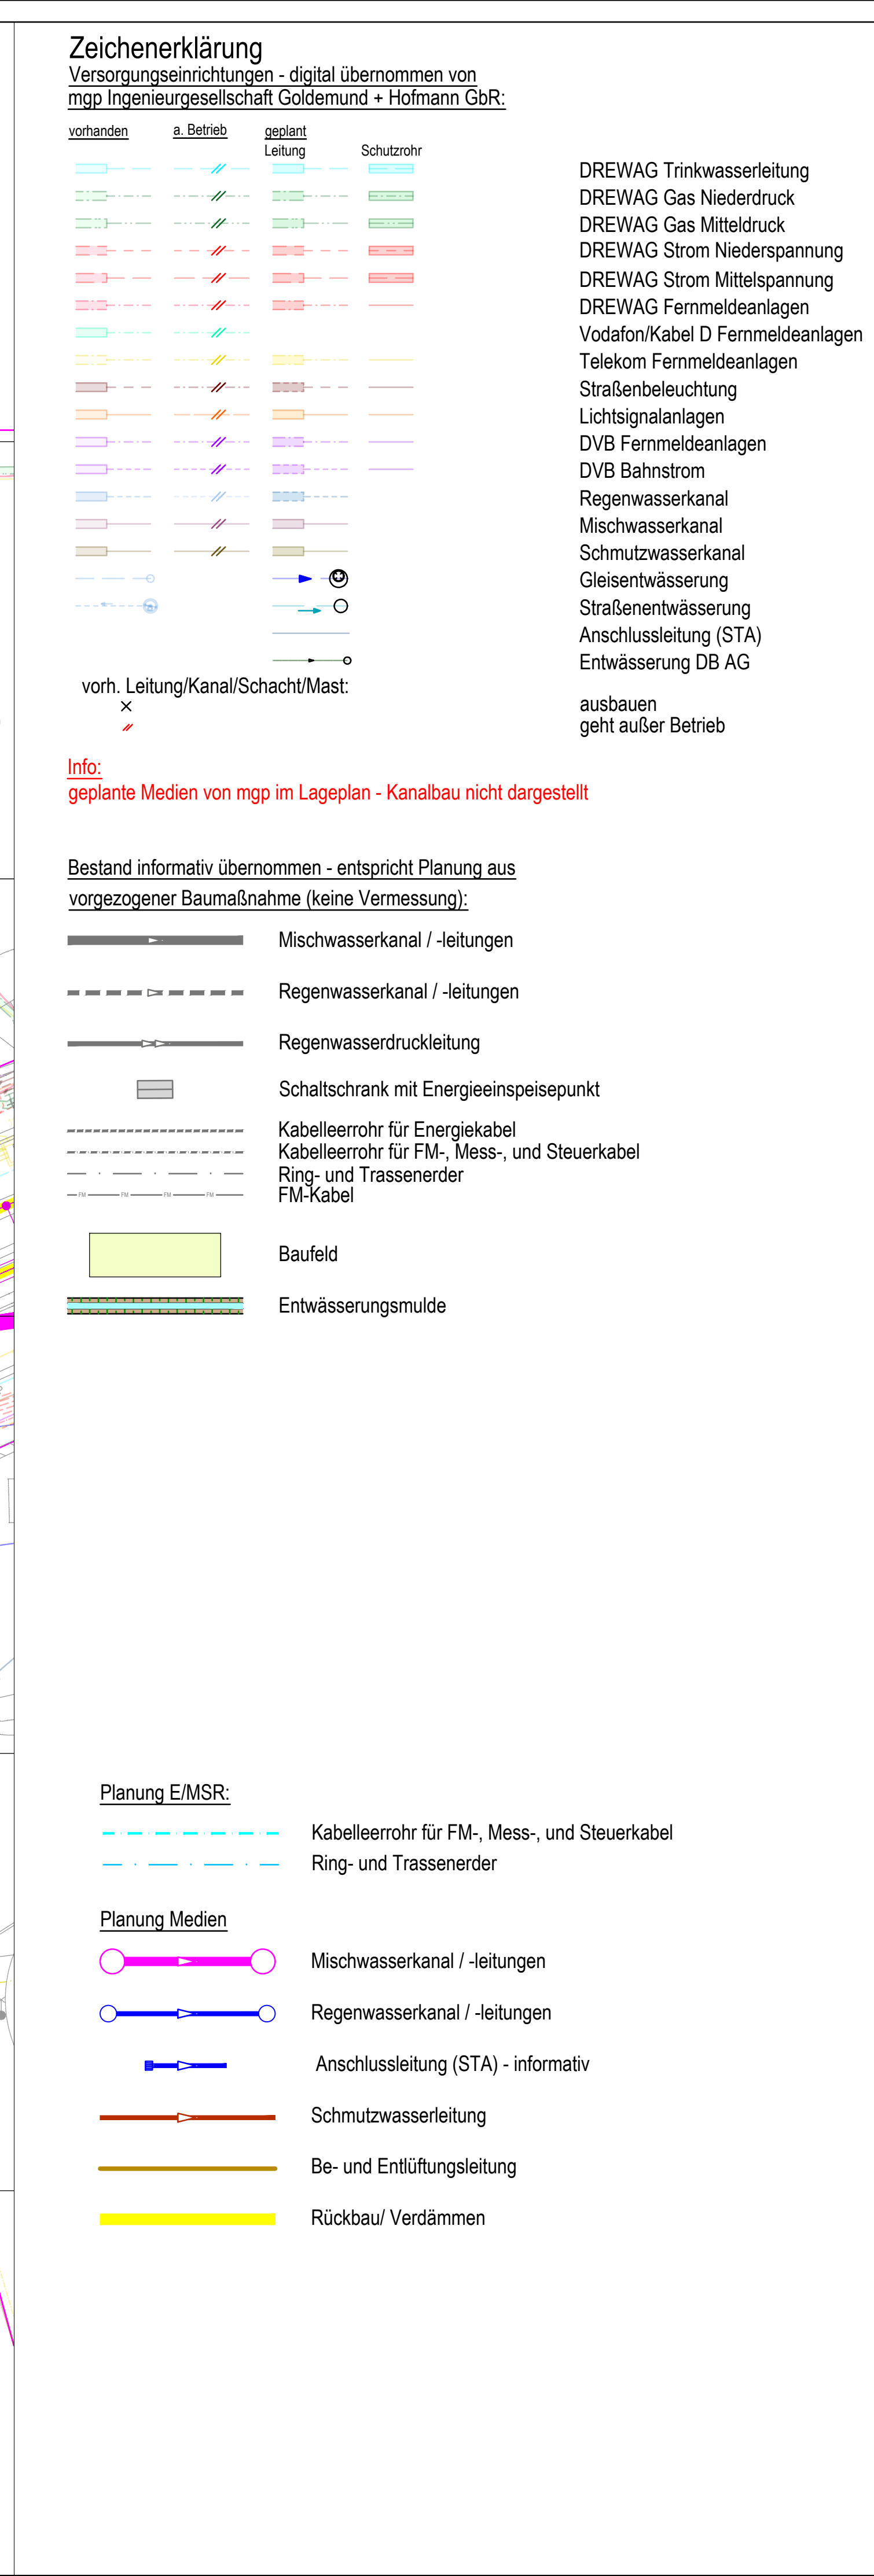 Zeichenerklärung
Versorgungseinrichtungen - digital übernommen von
mgp Ingenieurgesellschaft Goldemund + Hofmann GbR:
vorhanden a. Betrieb geplant
Leitung Schutzrohr
DREWAG Trinkwasserleitung
DREWAG Gas Niederdruck
DREWAG Gas Mitteldruck
DREWAG Strom Niederspannung
DREWAG Strom Mittelspannung
DREWAG Fernmeldeanlagen
Vodafon/Kabel D Fernmeldeanlagen
Telekom Fernmeldeanlagen
Straßenbeleuchtung
Lichtsignalanlagen
DVB Fernmeldeanlagen
DVB Bahnstrom
Regenwasserkanal
Mischwasserkanal
Schmutzwasserkanal
Gleisentwässerung
Straßenentwässerung
Anschlussleitung (STA)
Entwässerung DB AG
vorh. Leitung/Kanal/Schacht/Mast:
ausbauen
geht außer Betrieb
Info:
geplante Medien von mgp im Lageplan - Kanalbau nicht dargestellt
Bestand informativ übernommen - entspricht Planung aus
vorgezogener Baumaßnahme (keine Vermessung):
Mischwasserkanal / -leitungen
Regenwasserkanal / -leitungen
Regenwasserdruckleitung
Schaltschrank mit Energieeinspeisepunkt
Kabelleerrohr für Energiekabel
Kabelleerrohr für FM-, Mess-, und Steuerkabel
Ring- und Trassenerder
FM FM FM FM FM-Kabel
Baufeld
Entwässerungsmulde
Planung E/MSR:
Kabelleerrohr für FM-, Mess-, und Steuerkabel
Ring- und Trassenerder
Planung Medien
Mischwasserkanal / -leitungen
Regenwasserkanal / -leitungen
Anschlussleitung (STA) - informativ
Schmutzwasserleitung
Be- und Entlüftungsleitung
Rückbau/ Verdämmen